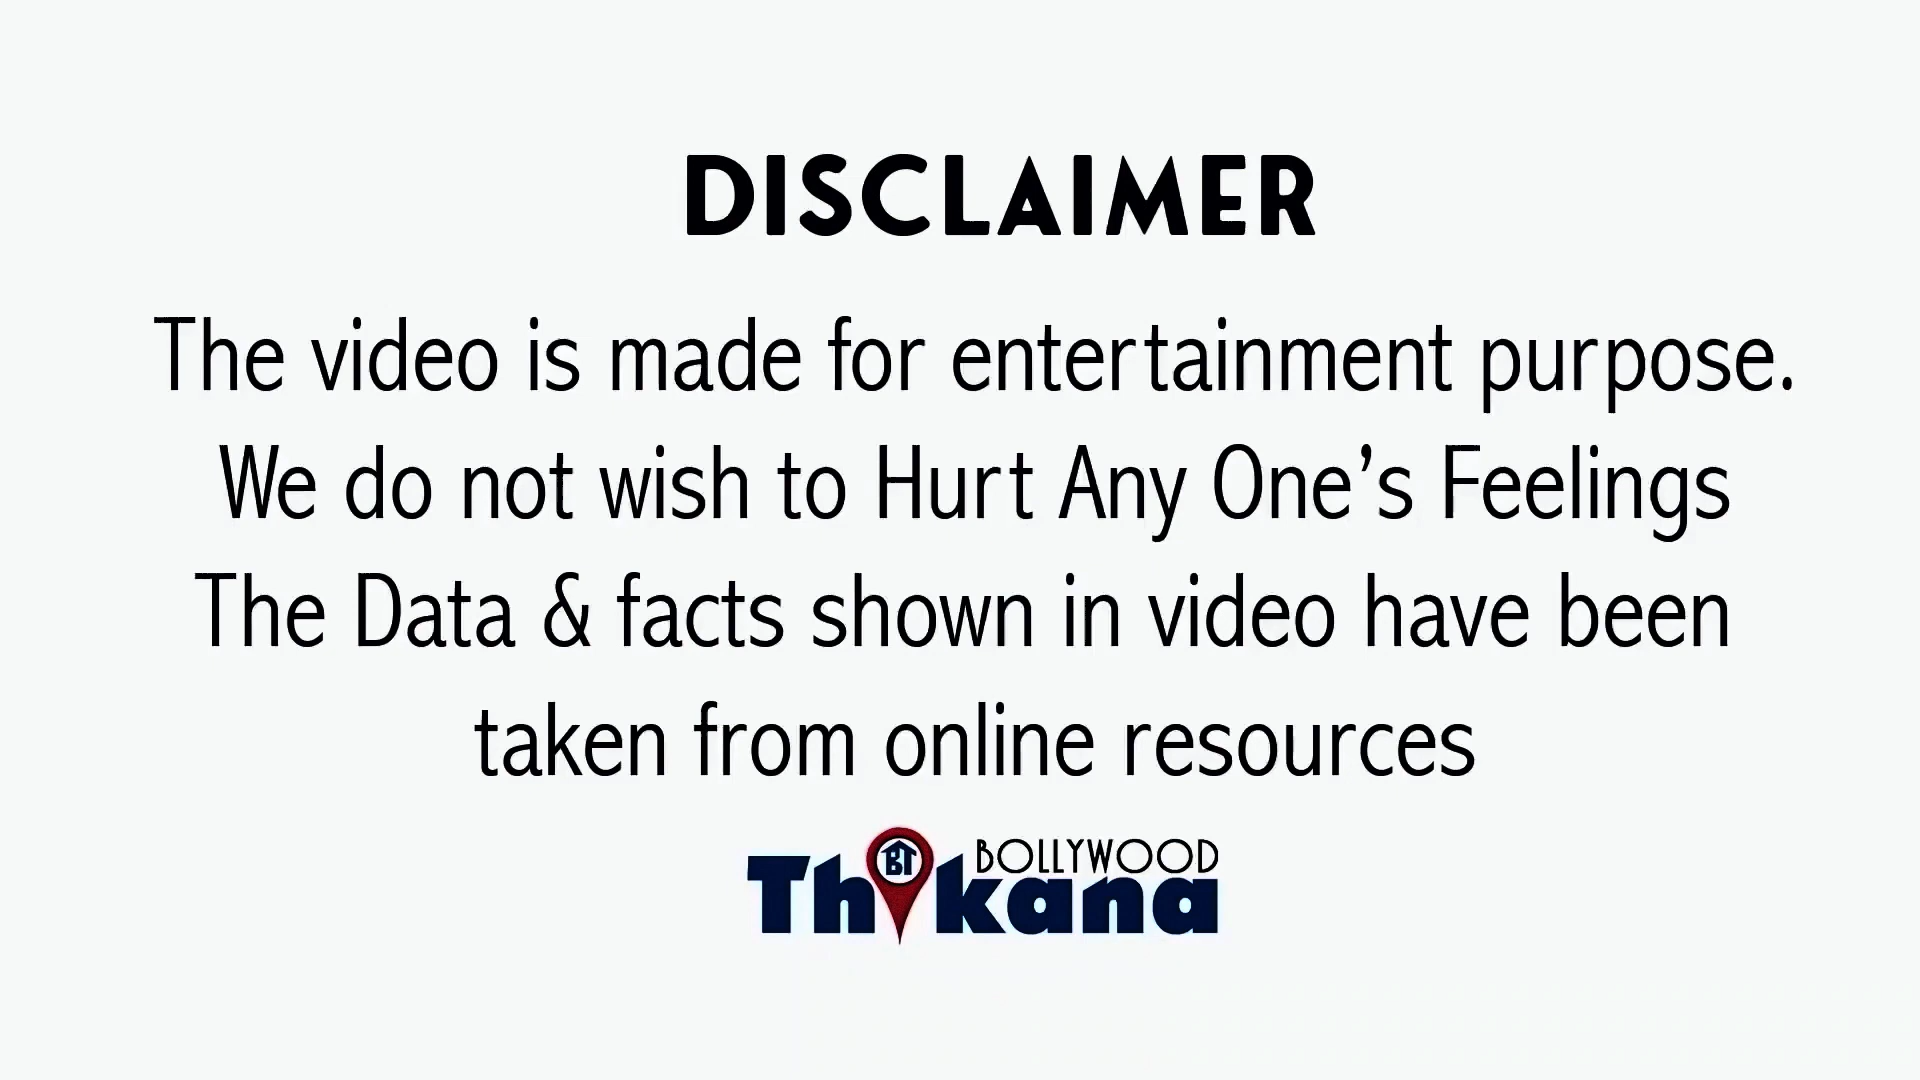 DISCLAIMER
The video is made for entertainment purpose.
We do not wish to Hurt Any One’s Feelings
The Data & facts shown in video have been
taken from online resources
BOLLYWOOD
BT
Thikana